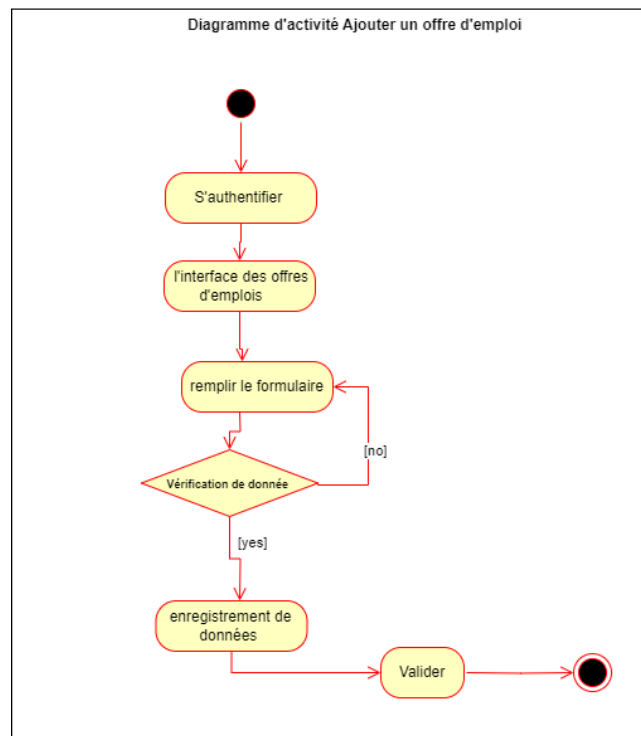 Diagramme d'activité Ajouter un offre d'emploi
S'authentifier
l'interface des offres
d'emplois
remplir le formulaire
[no]
Vérification de donnée
[yes]
enregistrement de
données
Valider